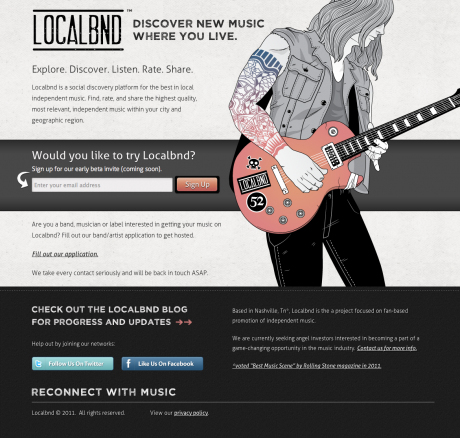 LOCALBND™
DISCOVER NEW MUSIC
WHERE YOU LIVE.
Explore. Discover. Listen. Rate. Share.
Localbnd is a social discovery platform for the best in local
independent music. Find, rate, and share the highest quality,
most relevant, independent music within your city and
geographic region.
Would you like to try Localbnd?
Sign up for our early beta invite (coming soon).
Enter your email address
Sign Up
LOCALBND
52
Are you a band, musician or label interested in getting your music on
Localbnd? Fill out our band/artist application to get hosted.
Fill out our application.
We take every contact seriously and will be back in touch ASAP.
CHECK OUT THE LOCALBND BLOG
FOR PROGRESS AND UPDATES →→
Help out by joining our networks:
Follow Us On Twitter
f Like Us On Facebook
Based in Nashville, Tn*, Localbnd is the a project focused on fan-based
promotion of independent music.
We are currently seeking angel investors interested in becoming a part of a
game-changing opportunity in the music industry. Contact us for more info.
*voted "Best Music Scene" by Rolling Stone magazine in 2011.
RECONNECT WITH MUSIC
Localbnd © 2011. All rights reserved.
View our privacy policy.